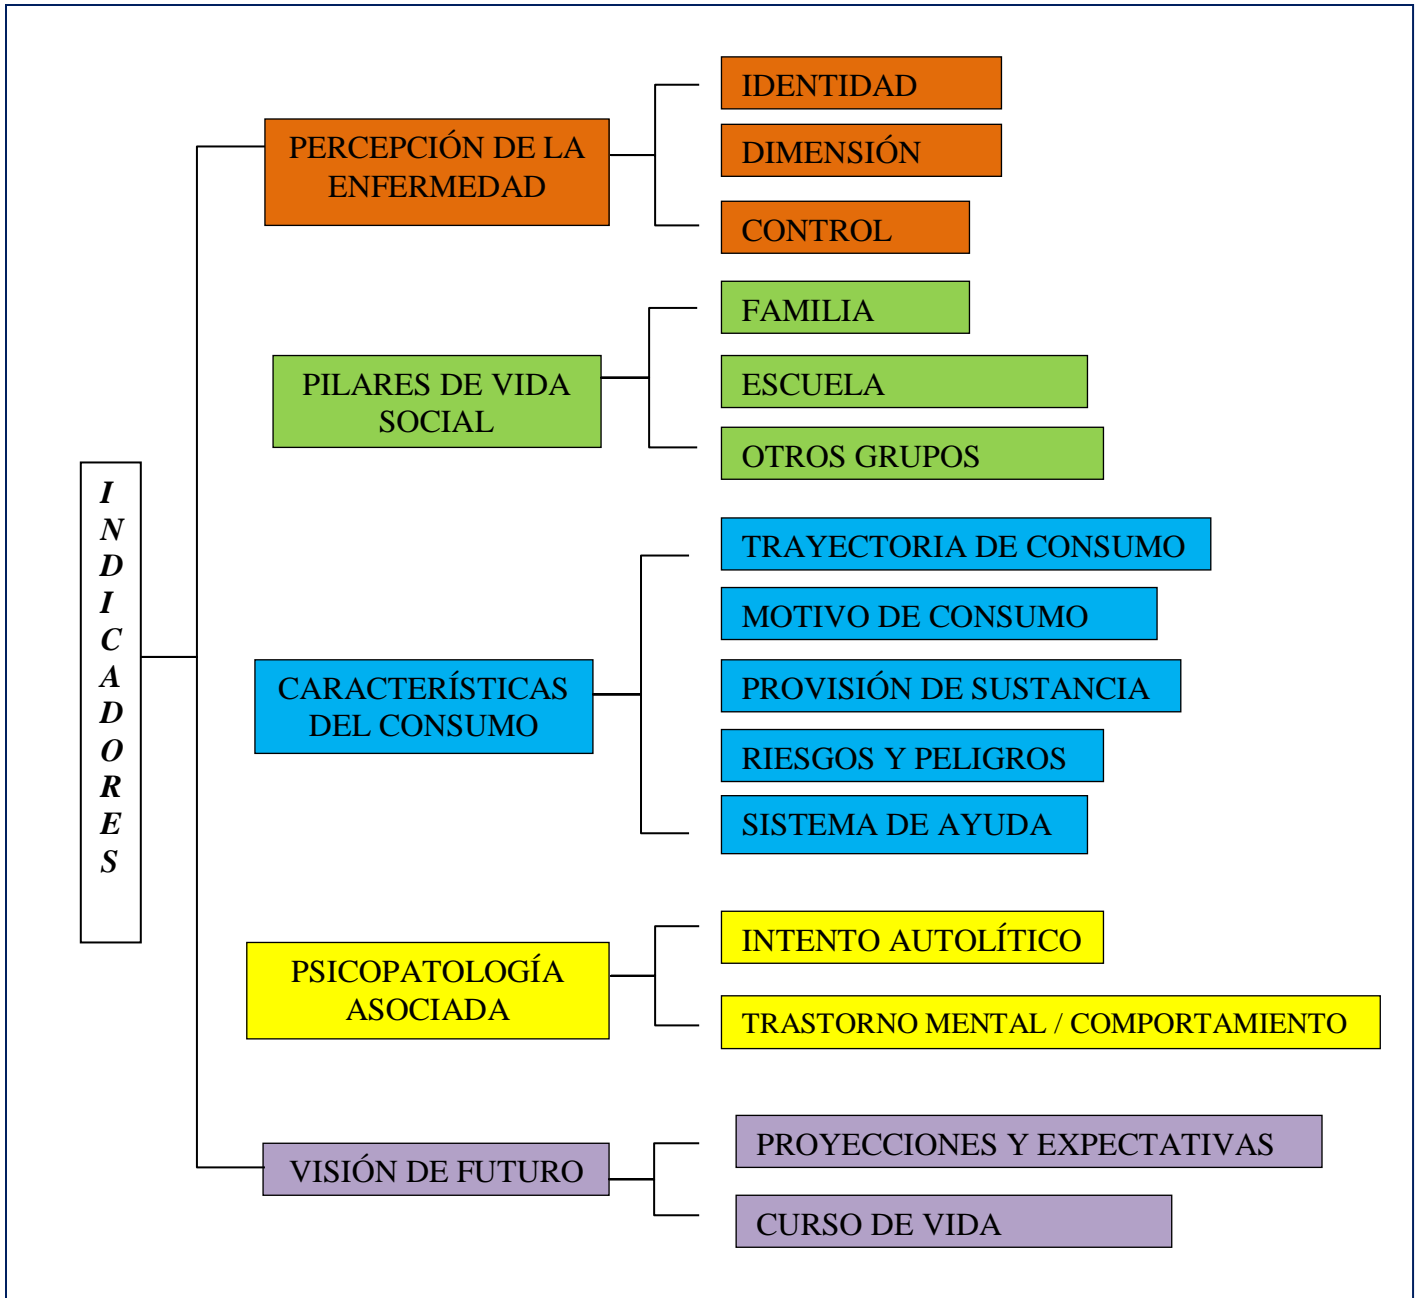 INDICADORES
PERCEPCIÓN DE LA
ENFERMEDAD
IDENTIDAD
DIMENSIÓN
CONTROL
PILARES DE VIDA
SOCIAL
FAMILIA
ESCUELA
OTROS GRUPOS
CARACTERÍSTICAS
DEL CONSUMO
TRAYECTORIA DE CONSUMO
MOTIVO DE CONSUMO
PROVISIÓN DE SUSTANCIA
RIESGOS Y PELIGROS
SISTEMA DE AYUDA
PSICOPATOLOGÍA
ASOCIADA
INTENTO AUTOLÍTICO
TRASTORNO MENTAL / COMPORTAMIENTO
VISIÓN DE FUTURO
PROYECCIONES Y EXPECTATIVAS
CURSO DE VIDA